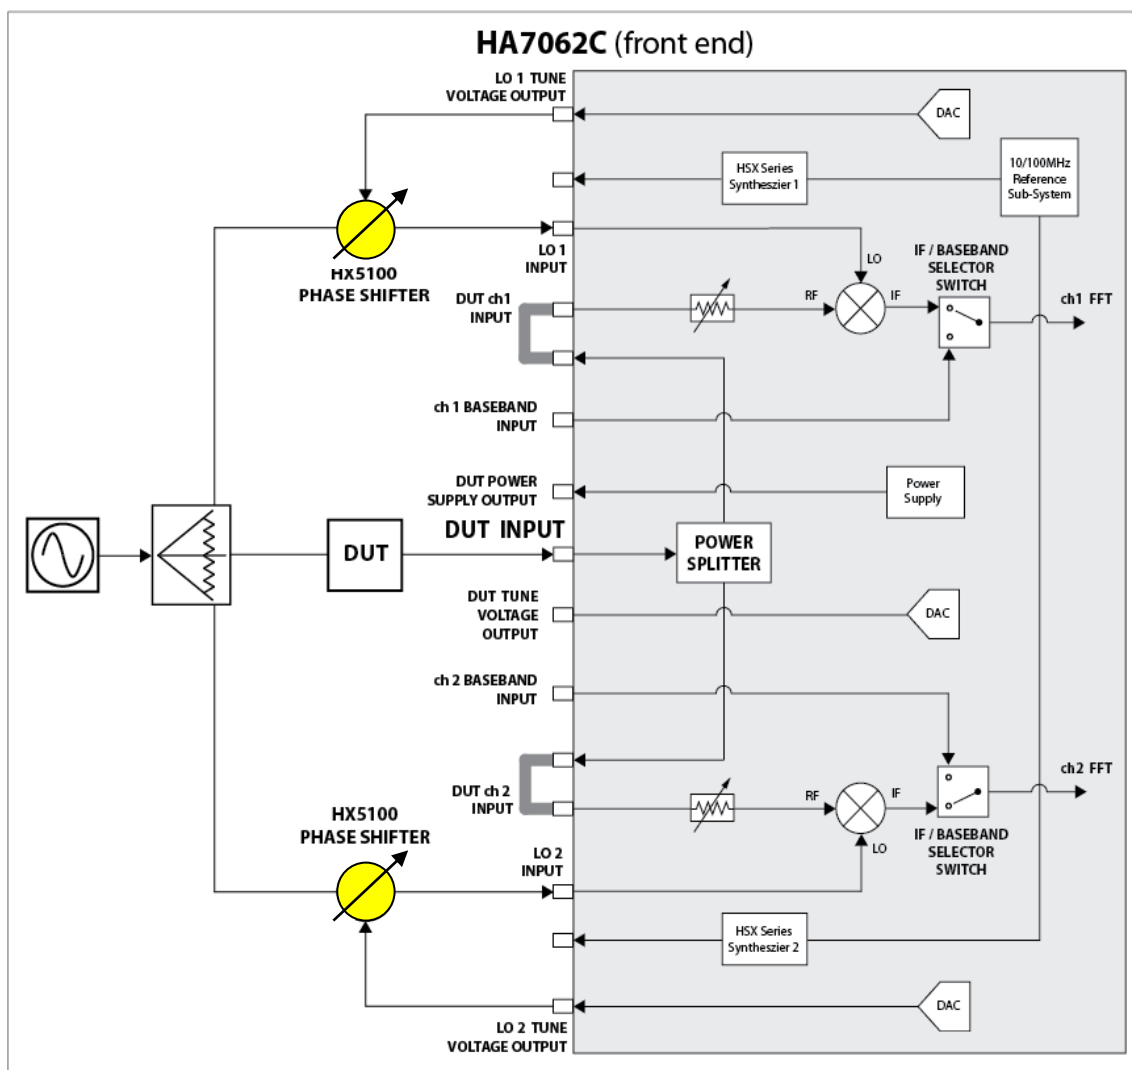 HA7062C (front end)
LO 1 TUNE
VOLTAGE OUTPUT
DAC
HSX Series
Syntheszier 1
10/100MHz
Reference
Sub-System
LO 1
INPUT
HX5100
PHASE SHIFTER
LO
IF / BASEBAND
SELECTOR
SWITCH
DUT ch1
INPUT
RF
IF
ch1 FFT
ch 1 BASEBAND
INPUT
DUT POWER
SUPPLY OUTPUT
Power
Supply
DUT INPUT
DUT
POWER
SPLITTER
DUT TUNE
VOLTAGE
OUTPUT
DAC
ch 2 BASEBAND
INPUT
ch2 FFT
DUT ch 2
INPUT
RF
IF
HX5100
PHASE SHIFTER
LO
IF / BASEBAND
SELECTOR
SWITCH
LO 2
INPUT
HSX Series
Syntheszier 2
DAC
LO 2 TUNE
VOLTAGE OUTPUT